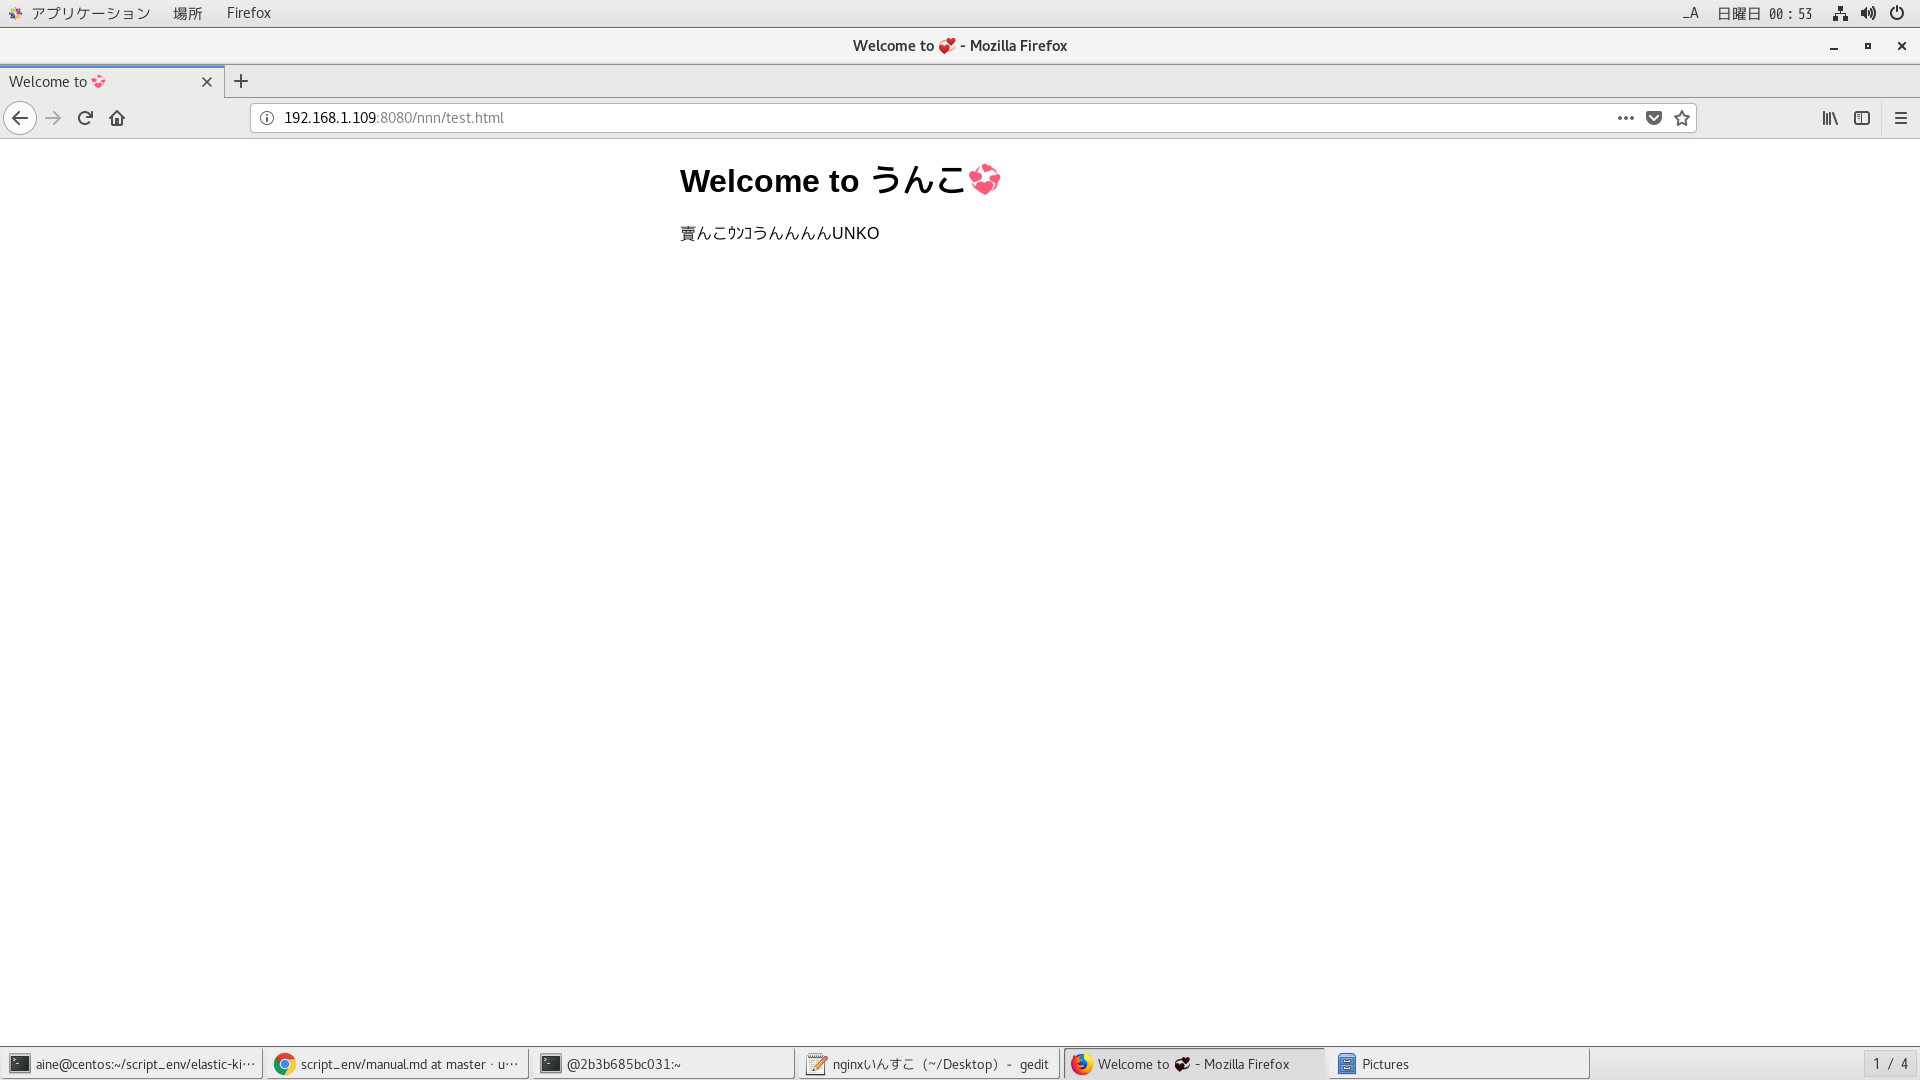 アプリケーション 場所 Firefox _A 日曜日 00：53
Welcome to 💞 - Mozilla Firefox
Welcome to 💞
192.168.1.109:8080/nnn/test.html
Welcome to うんこ💞
賣んこｳﾝｺうんんんんUNKO
aine@centos:~/script_env/elastic-ki… script_env/manual.md at master · u… @2b3b685bc031:~ nginxいんすこ (~/Desktop) - gedit Welcome to 💞 - Mozilla Firefox Pictures 1 / 4